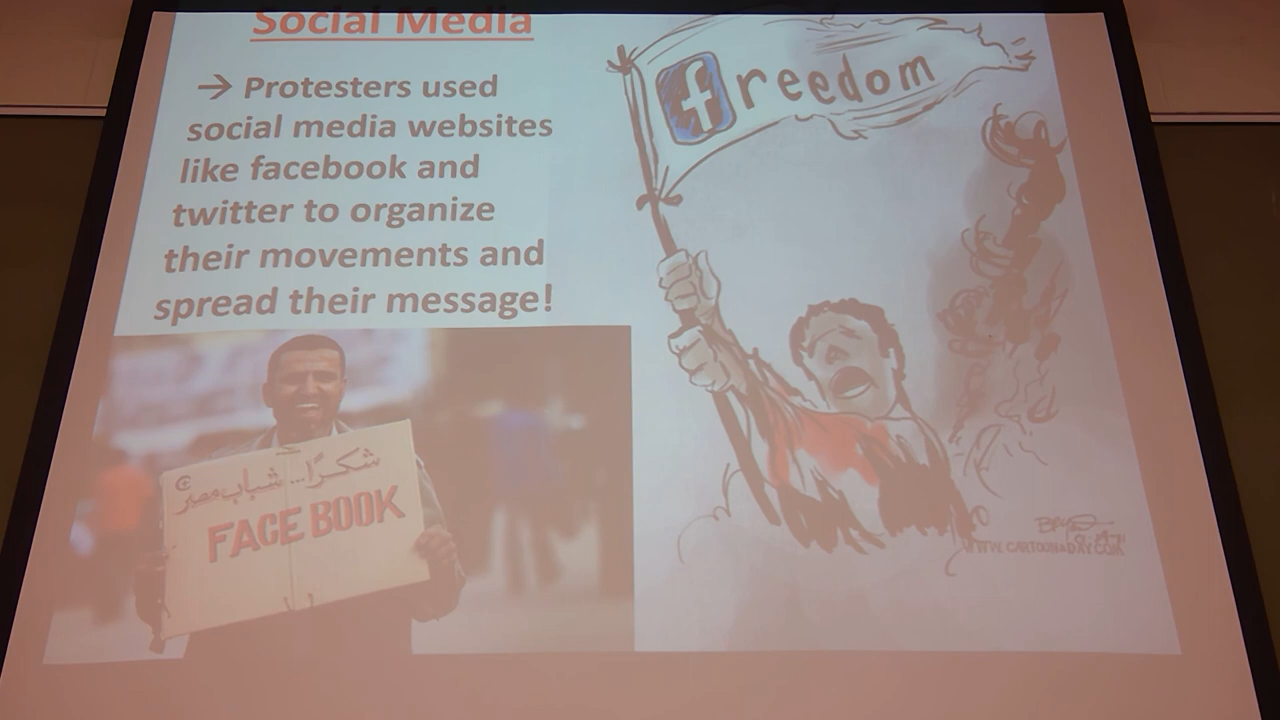 Social Media
→ Protesters used
social media websites
like facebook and
twitter to organize
their movements and
spread their message!
freedom
شكرًا... شباب مصر
FACE BOOK
WWW.CARTOONADAY.COM